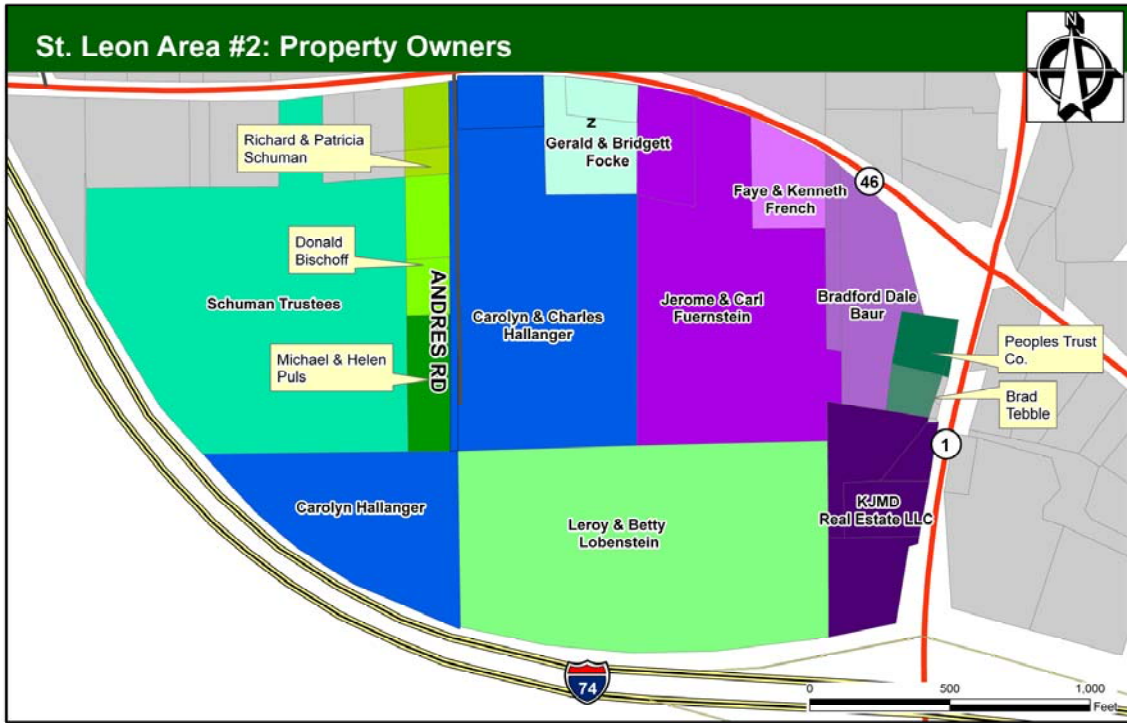 St. Leon Area #2: Property Owners
N
Richard & Patricia
Schuman
z
Gerald & Bridgett
Focke
Faye & Kenneth
French
46
Donald
Bischoff
ANDRES RD
Schuman Trustees
Carolyn & Charles
Hallanger
Jerome & Carl
Fuernstein
Bradford Dale
Baur
Peoples Trust
Co.
Michael & Helen
Puls
Brad
Tebble
1
Carolyn Hallanger
Leroy & Betty
Lobenstein
KJMD
Real Estate LLC
74
0 500 1,000
Feet